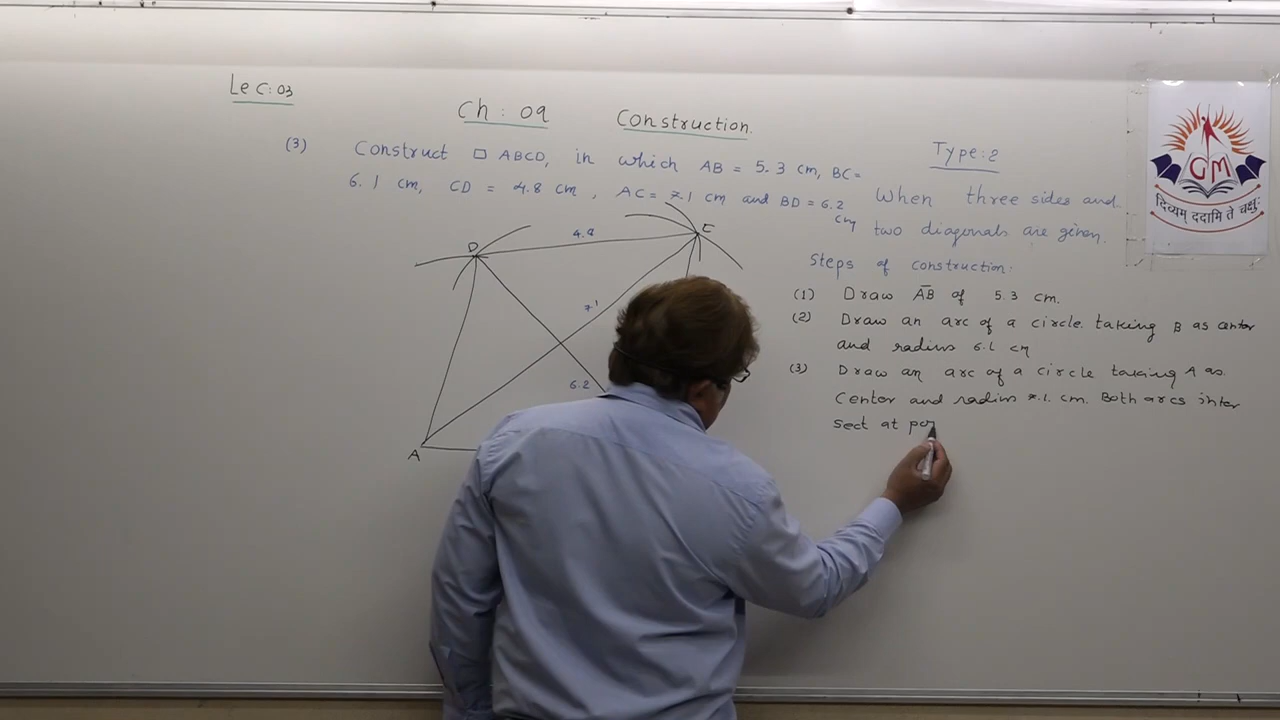 Lec:03
Ch: 09 Construction.
(3) Construct □ ABCD, in which AB = 5.3 cm, BC=
6.1 cm, CD = 4.8 cm, AC= 7.1 cm and BD = 6.2
cm
Type:2
When three sides and
two diagonals are given.
Steps of construction:
(1) Draw AB of 5.3 cm.
(2) Draw an arc of a circle taking B as center
and radius 6.1 cm
(3) Draw an arc of a circle taking A as
Center and radius 7.1 cm. Both arcs inter
sect at poi
D
C
4.8
7.1
6.2
A
GM
दिव्यम् ददामि ते चक्षुः